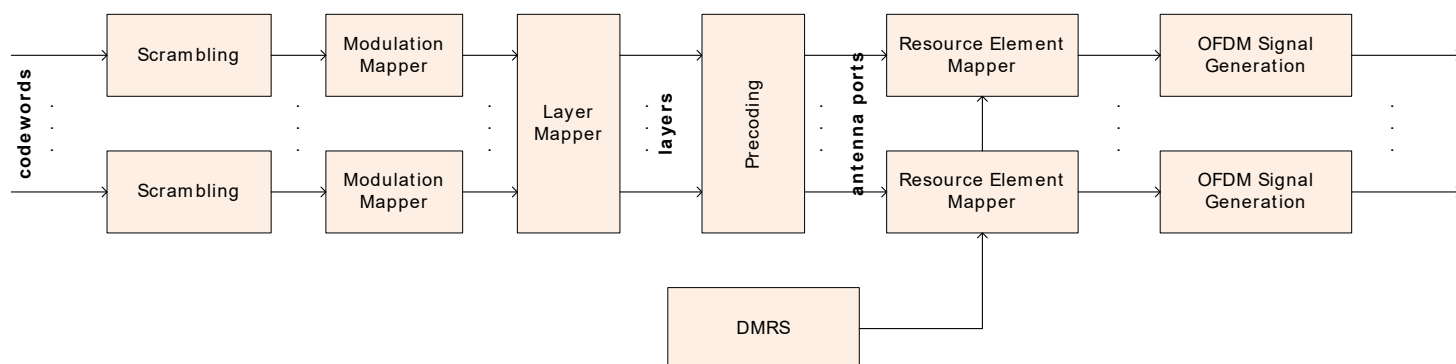 codewords
Scrambling
Modulation
Mapper
Layer
Mapper
layers
Precoding
antenna ports
Resource Element
Mapper
OFDM Signal
Generation
Scrambling
Modulation
Mapper
Resource Element
Mapper
OFDM Signal
Generation
DMRS